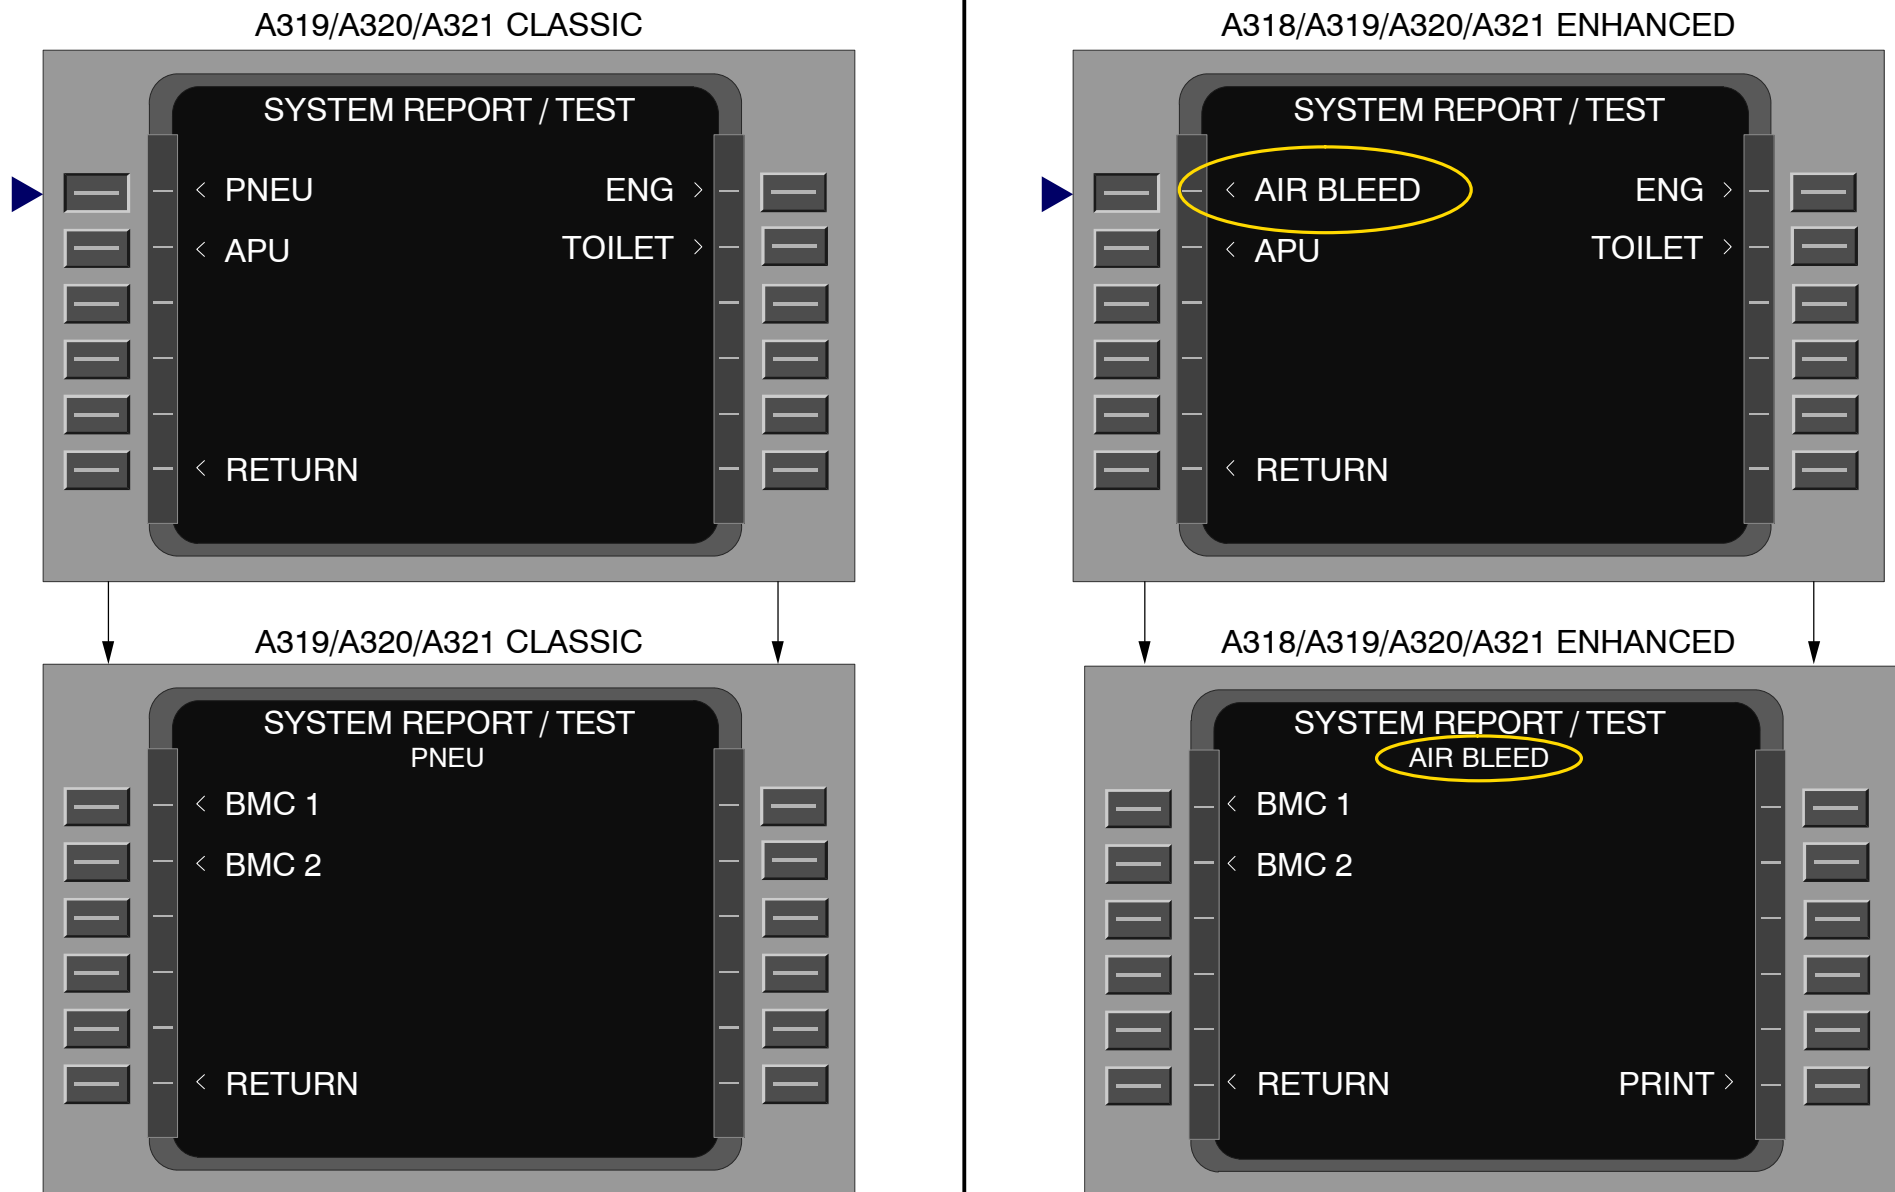 A319/A320/A321 CLASSIC
SYSTEM REPORT / TEST
< PNEU ENG >
< APU TOILET >
< RETURN
A319/A320/A321 CLASSIC
SYSTEM REPORT / TEST
PNEU
< BMC 1
< BMC 2
< RETURN
A318/A319/A320/A321 ENHANCED
SYSTEM REPORT / TEST
< AIR BLEED ENG >
< APU TOILET >
< RETURN
A318/A319/A320/A321 ENHANCED
SYSTEM REPORT / TEST
AIR BLEED
< BMC 1
< BMC 2
< RETURN PRINT >